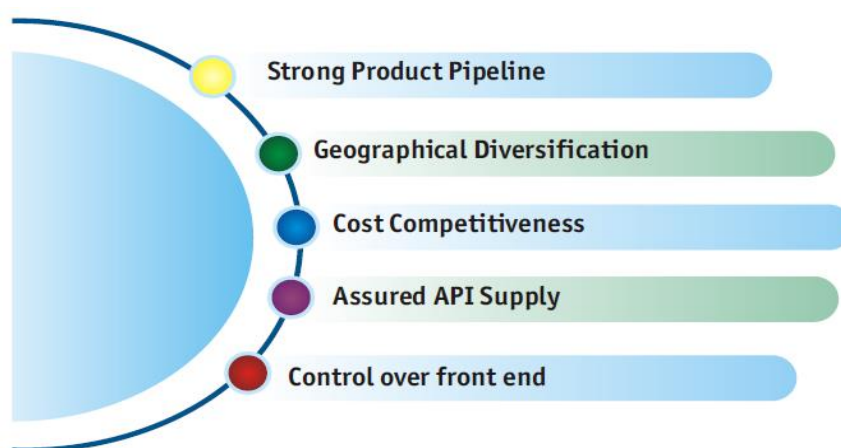 Strong Product Pipeline
Geographical Diversification
Cost Competitiveness
Assured API Supply
Control over front end